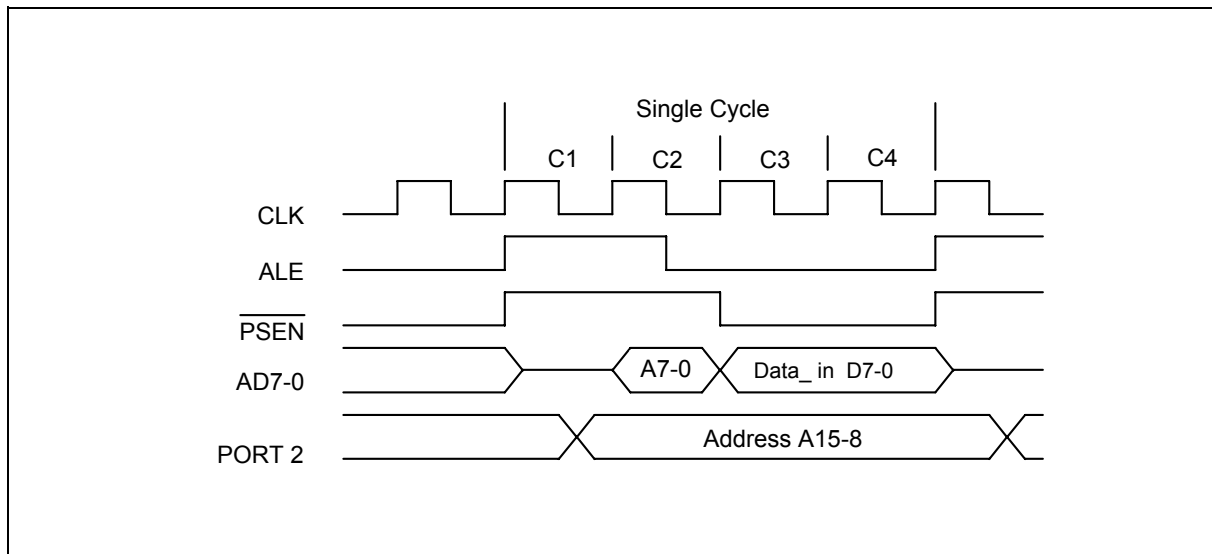 Single Cycle
C1 C2 C3 C4
CLK
ALE
PSEN
AD7-0 A7-0 Data_ in D7-0
PORT 2 Address A15-8